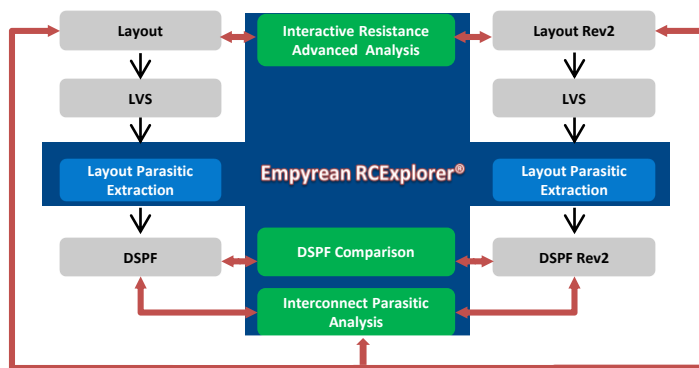 Layout
Interactive Resistance
Advanced Analysis
Layout Rev2
LVS
LVS
Layout Parasitic
Extraction
Empyrean RCExplorer®
Layout Parasitic
Extraction
DSPF
DSPF Comparison
DSPF Rev2
Interconnect Parasitic
Analysis